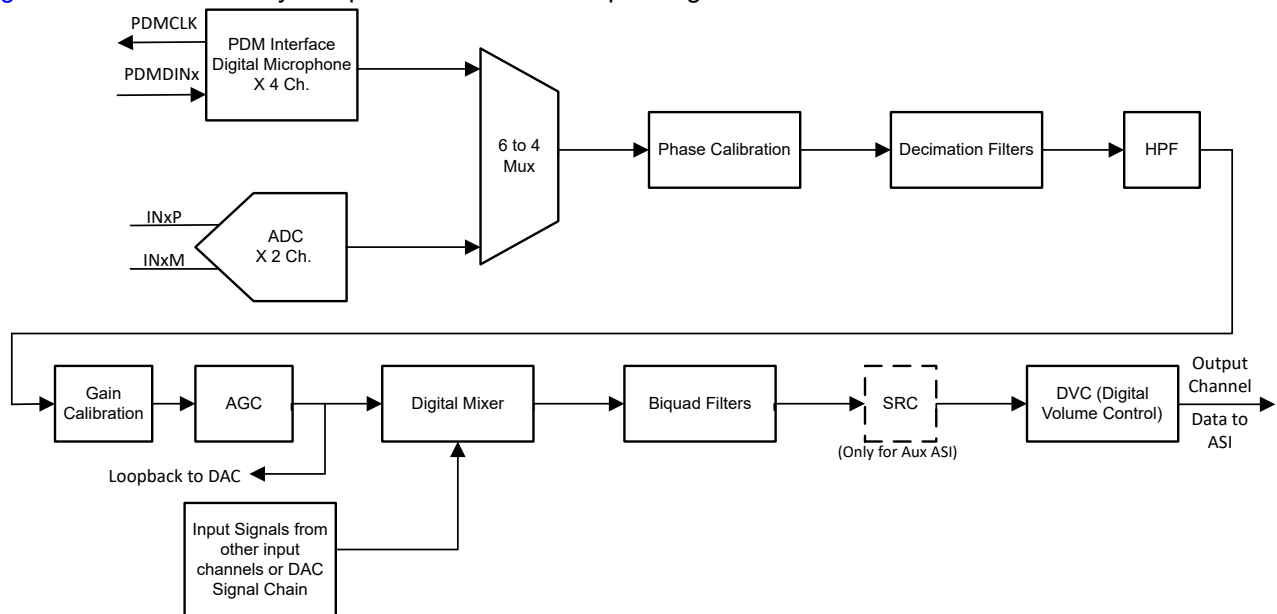 PDMCLK
PDMDINx
PDM Interface
Digital Microphone
X 4 Ch.
INxP
INxM
ADC
X 2 Ch.
6 to 4
Mux
Phase Calibration
Decimation Filters
HPF
Gain
Calibration
AGC
Loopback to DAC
Digital Mixer
Input Signals from
other input
channels or DAC
Signal Chain
Biquad Filters
SRC
(Only for Aux ASI)
DVC (Digital
Volume Control)
Output
Channel
Data to
ASI